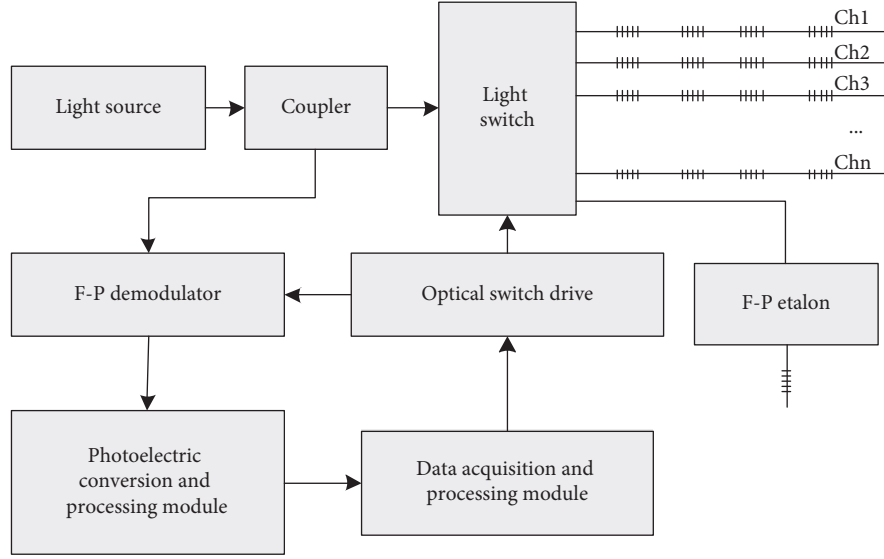 Light source
Coupler
Light
switch
Ch1
Ch2
Ch3
...
Chn
F-P demodulator
Optical switch drive
F-P etalon
Photoelectric
conversion and
processing module
Data acquisition and
processing module